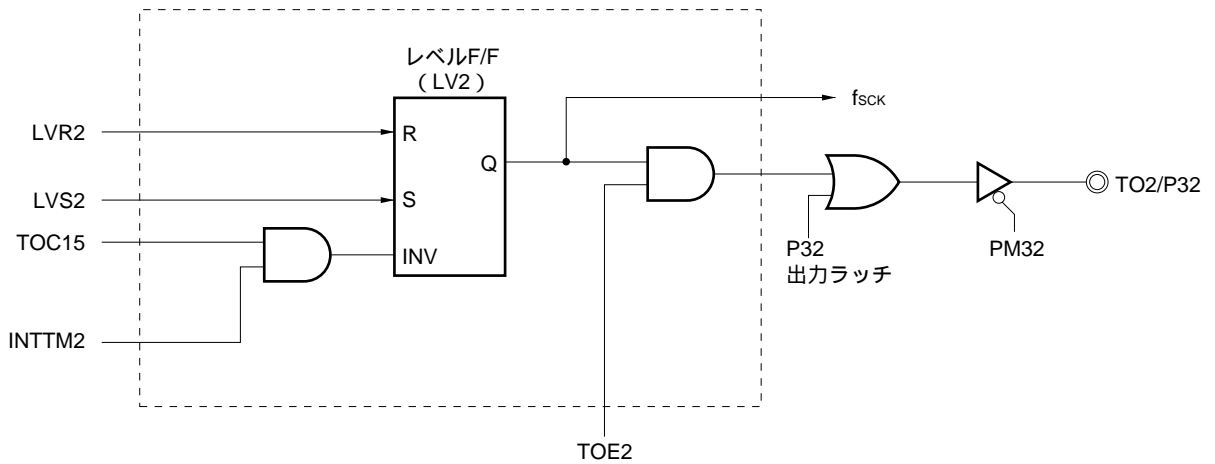 レベルF/F
(LV2)
fSCK
LVR2
R
Q
TO2/P32
LVS2
S
TOC15
P32
出力ラッチ
PM32
INV
INTTM2
TOE2